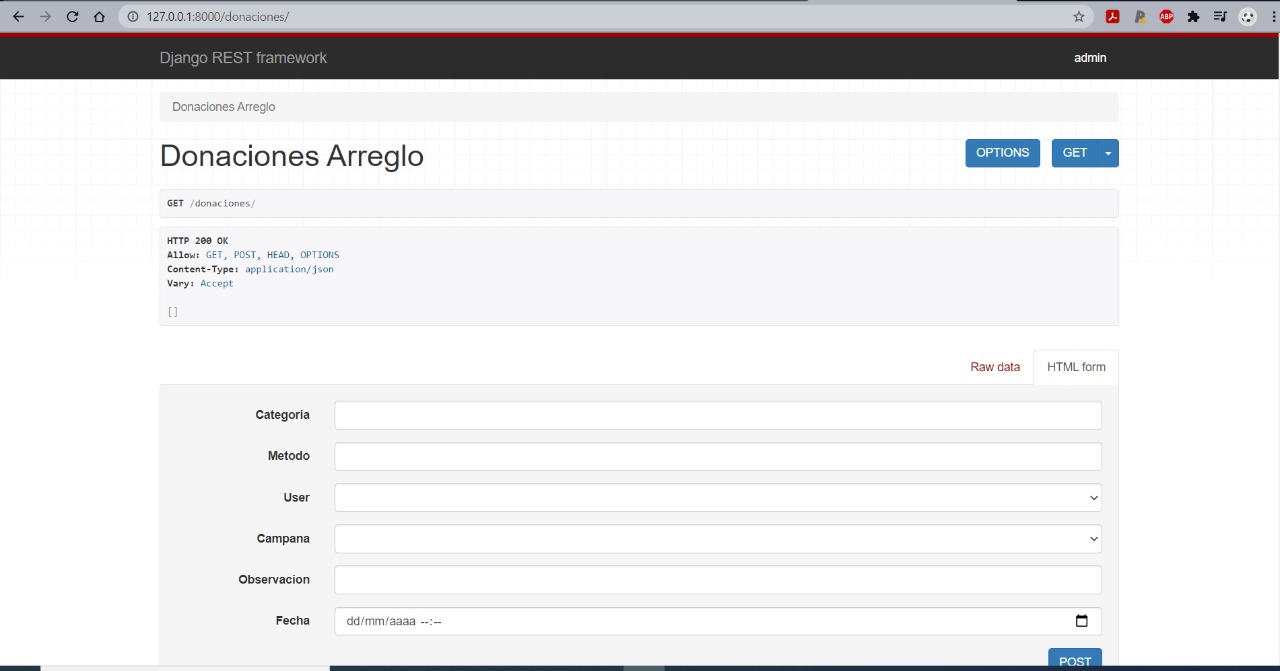 127.0.0.1:8000/donaciones/
ABP
Django REST framework
admin
Donaciones Arreglo
Donaciones Arreglo
OPTIONS
GET
GET /donaciones/
HTTP 200 OK
Allow: GET, POST, HEAD, OPTIONS
Content-Type: application/json
Vary: Accept
[]
Raw data
HTML form
Categoria
Metodo
User
Campana
Observacion
Fecha
dd/mm/aaaa --:--
POST